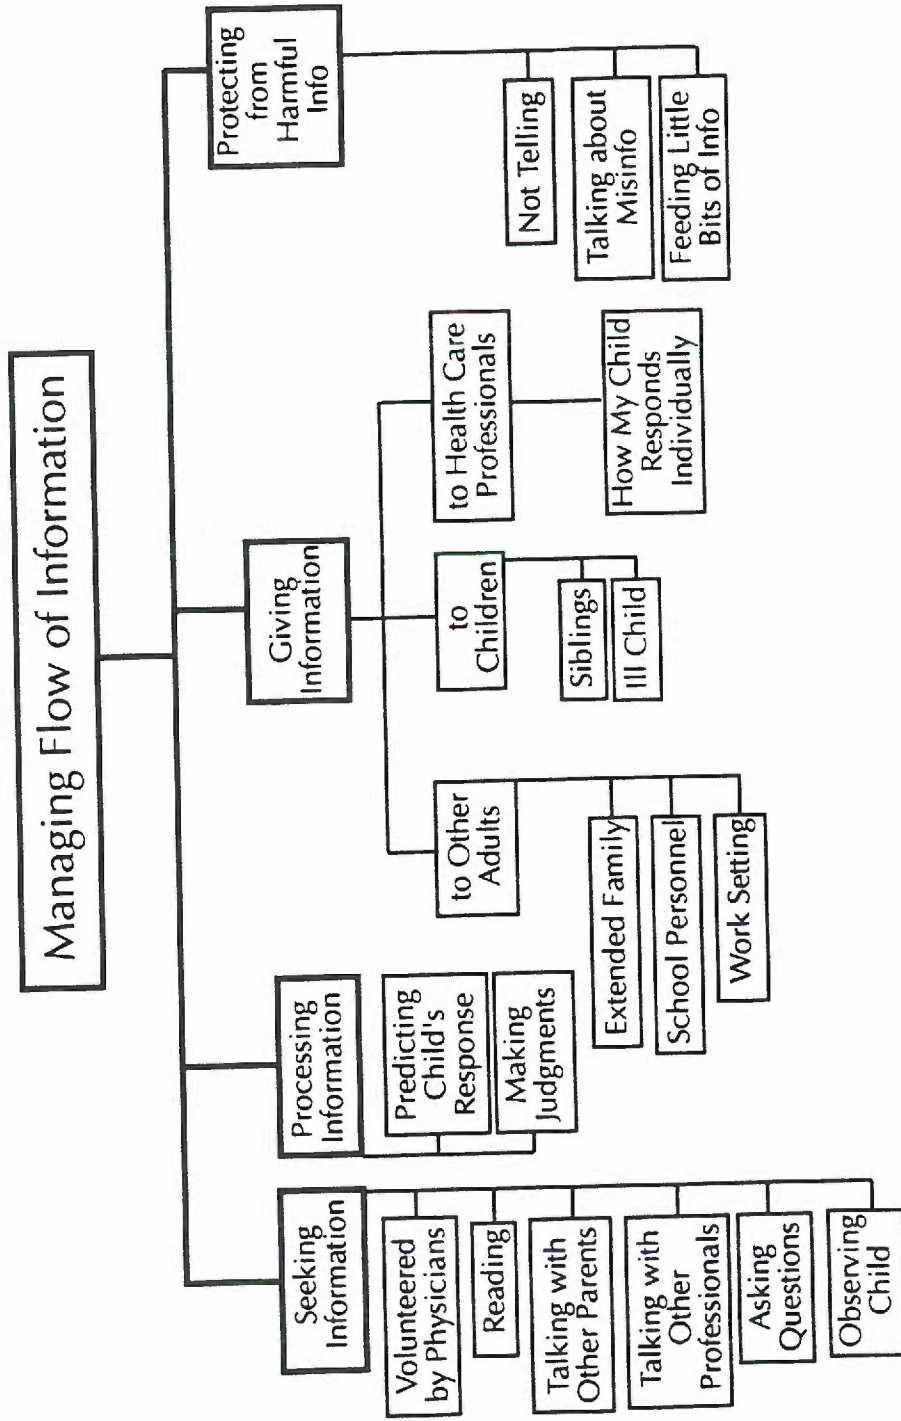 Managing Flow of Information
Seeking
Information
Volunteered
by Physicians
Reading
Talking with
Other Parents
Talking with
Other
Professionals
Asking
Questions
Observing
Child
Processing
Information
Predicting
Child's
Response
Making
Judgments
Giving
Information
to Other
Adults
Extended Family
School Personnel
Work Setting
to
Children
Siblings
Ill Child
to Health Care
Professionals
How My Child
Responds
Individually
Protecting
from
Harmful
Info
Not Telling
Talking about
Misinfo
Feeding Little
Bits of Info